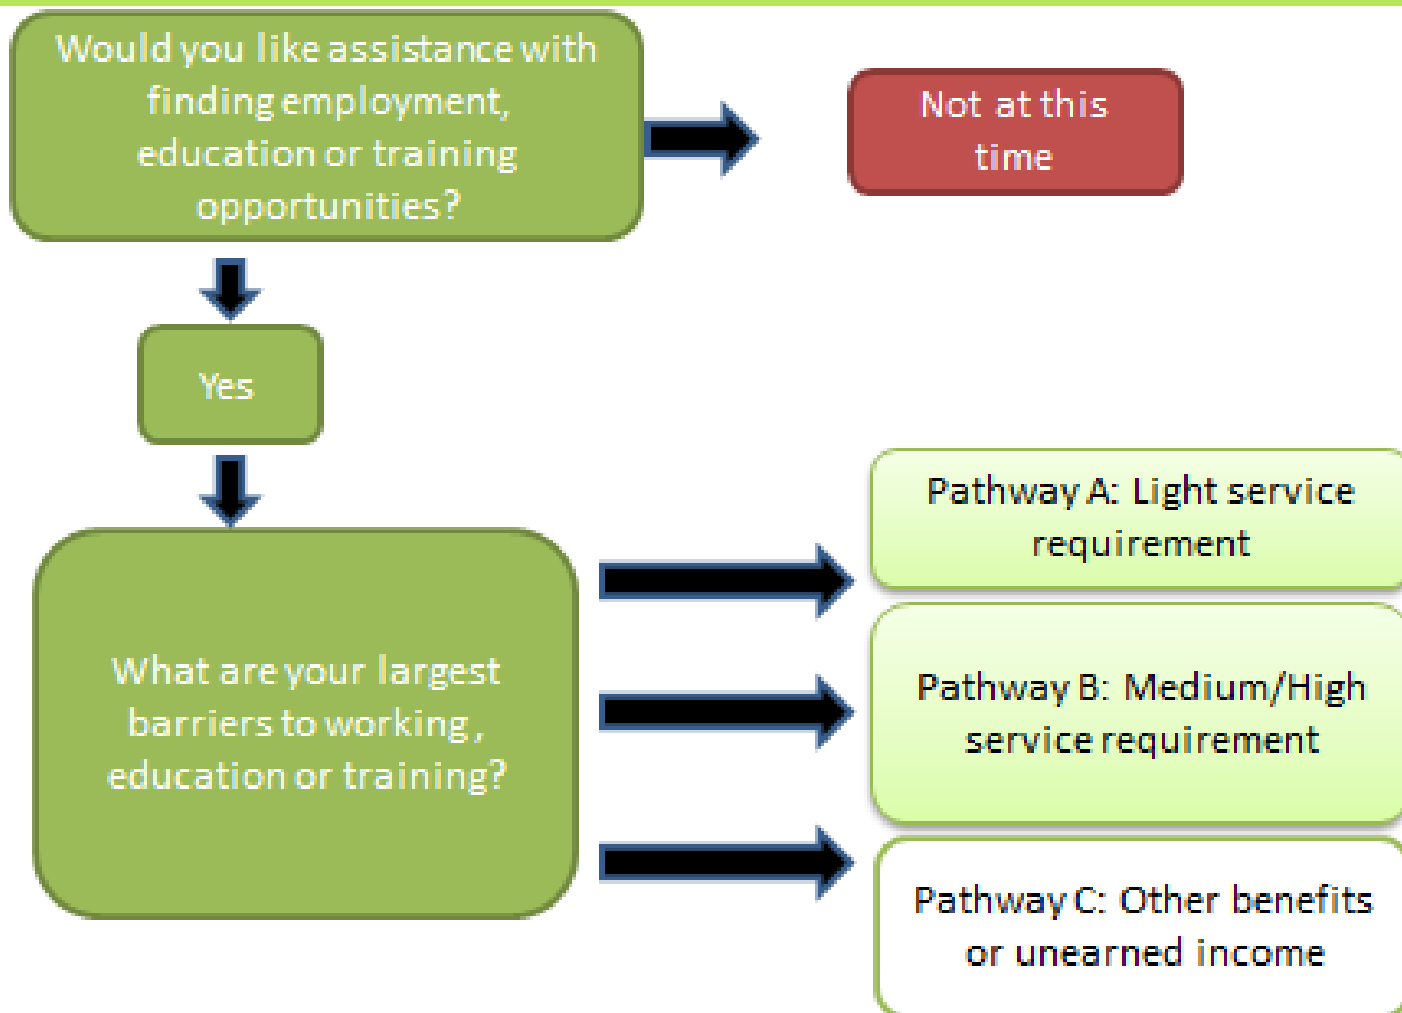 Would you like assistance with
finding employment,
education or training
opportunities?
Not at this
time
Yes
Pathway A: Light service
requirement
What are your largest
barriers to working,
education or training?
Pathway B: Medium/High
service requirement
Pathway C: Other benefits
or unearned income